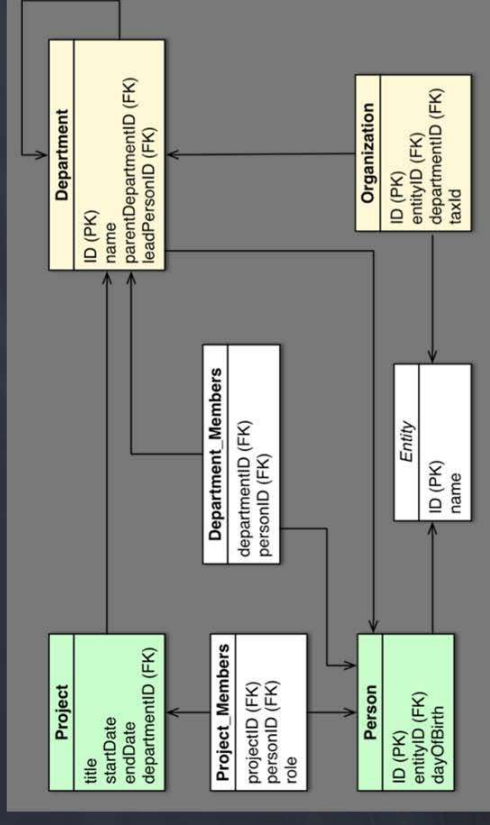 Project
title
startDate
endDate
departmentID (FK)
Department
ID (PK)
name
parentDepartmentID (FK)
leadPersonID (FK)
Department_Members
departmentID (FK)
personID (FK)
Project_Members
projectID (FK)
personID (FK)
role
Person
ID (PK)
entityID (FK)
dayOfBirth
Entity
ID (PK)
name
Organization
ID (PK)
entityID (FK)
departmentID (FK)
taxId